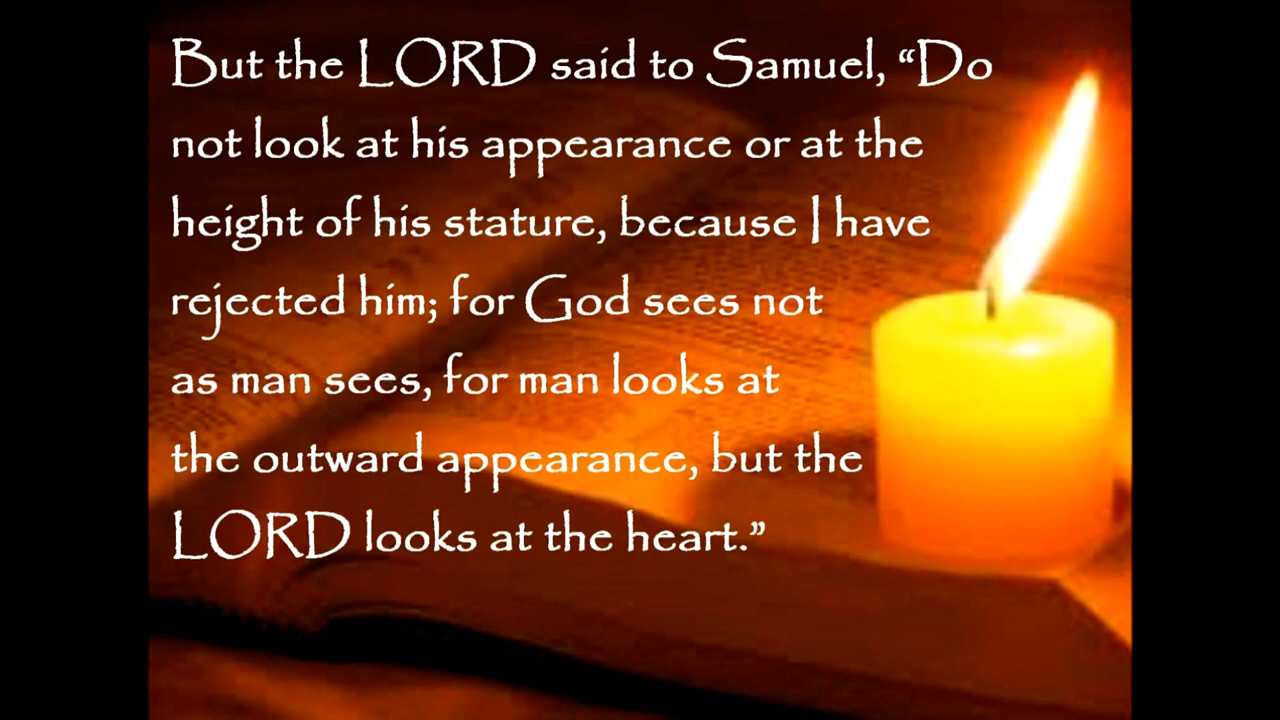 But the LORD said to Samuel, “Do
not look at his appearance or at the
height of his stature, because I have
rejected him; for God sees not
as man sees, for man looks at
the outward appearance, but the
LORD looks at the heart.”